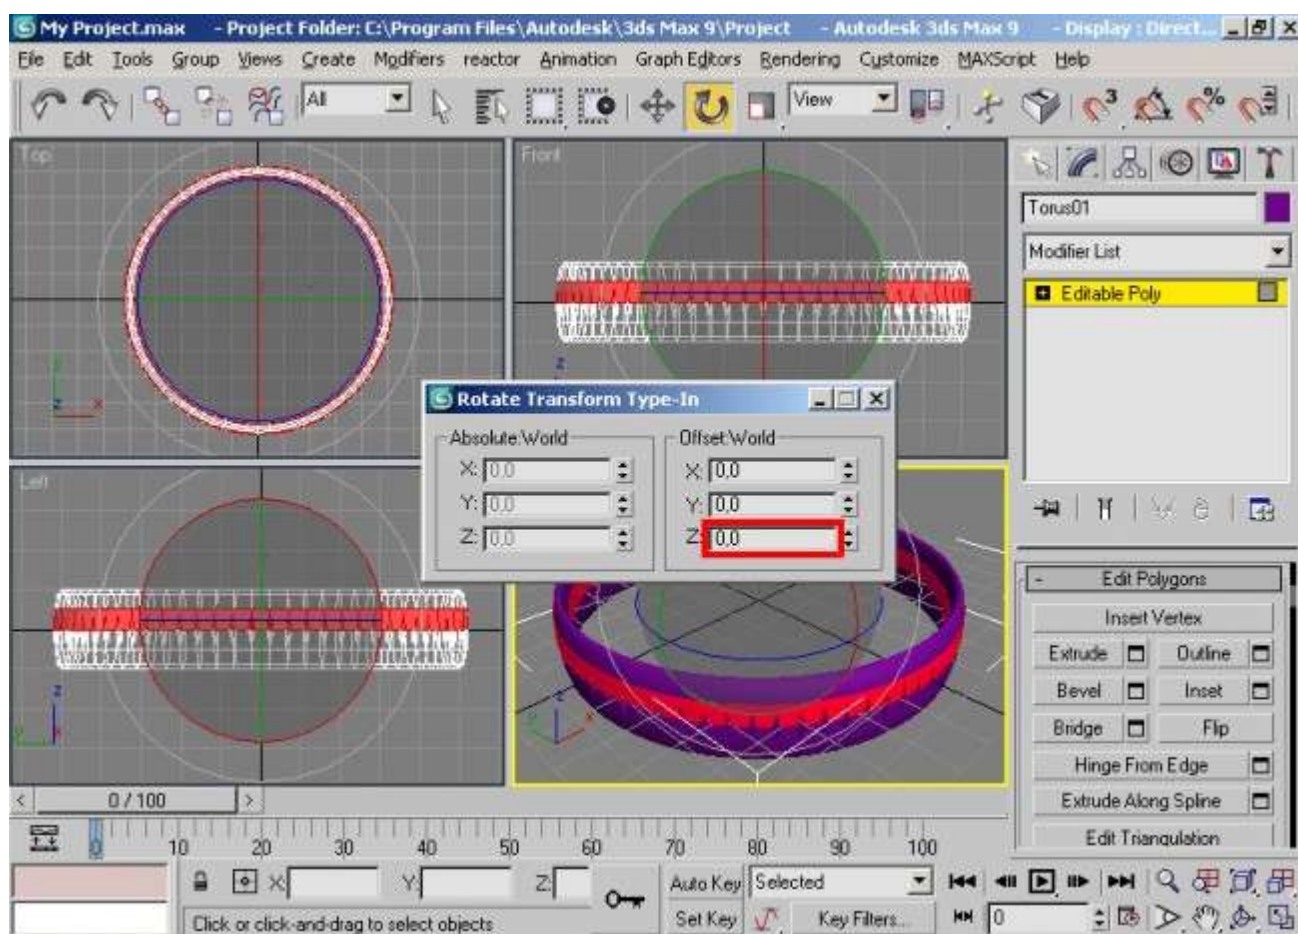 My Project.max - Project Folder: C:\Program Files\Autodesk\3ds Max 9\Project - Autodesk 3ds Max 9 - Display : Direct...
File Edit Tools Group Views Create Modifiers reactor Animation Graph Editors Rendering Customize MAXScript Help
All View 3 %
Top Front
Torus01
Modifier List
Editable Poly
z
y
z x
Rotate Transform Type-In
Absolute:World Offset:World
X: 0,0 X: 0,0
Y: 0,0 Y: 0,0
Z: 0,0 Z: 0,0
Left
z
y
z
y x
- Edit Polygons
Insert Vertex
Extrude Outline
Bevel Inset
Bridge Flip
Hinge From Edge
Extrude Along Spline
Edit Triangulation
< 0 / 100 >
0 10 20 30 40 50 60 70 80 90 100
X: Y: Z: Auto Key Selected
Click or click-and-drag to select objects Set Key Key Filters... 0